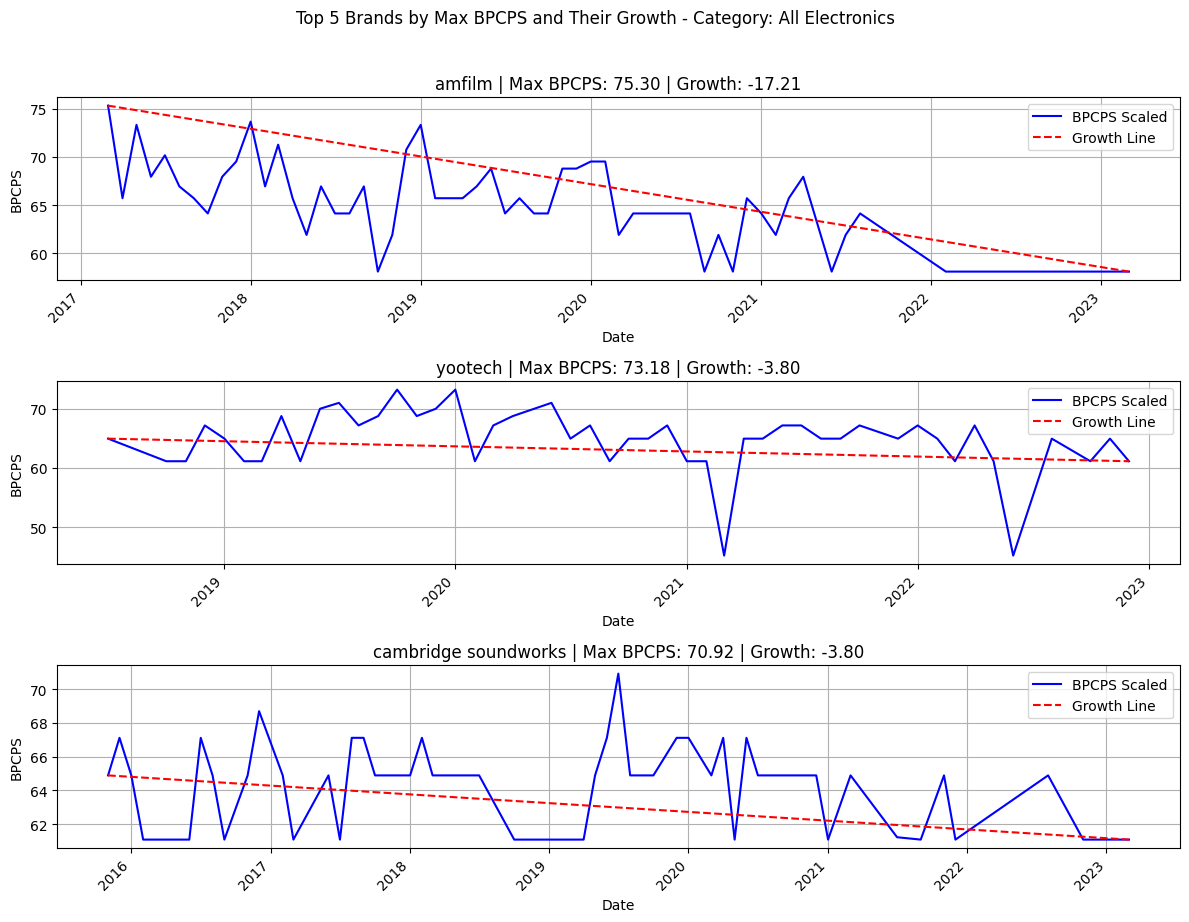 Top 5 Brands by Max BPCPS and Their Growth - Category: All Electronics
amfilm | Max BPCPS: 75.30 | Growth: -17.21
BPCPS Scaled
Growth Line
75
70
65
60
BPCPS
2017
2018
2019
2020
2021
2022
2023
Date
yootech | Max BPCPS: 73.18 | Growth: -3.80
BPCPS Scaled
Growth Line
70
60
50
BPCPS
2019
2020
2021
2022
2023
Date
cambridge soundworks | Max BPCPS: 70.92 | Growth: -3.80
BPCPS Scaled
Growth Line
70
68
66
64
62
BPCPS
2016
2017
2018
2019
2020
2021
2022
2023
Date